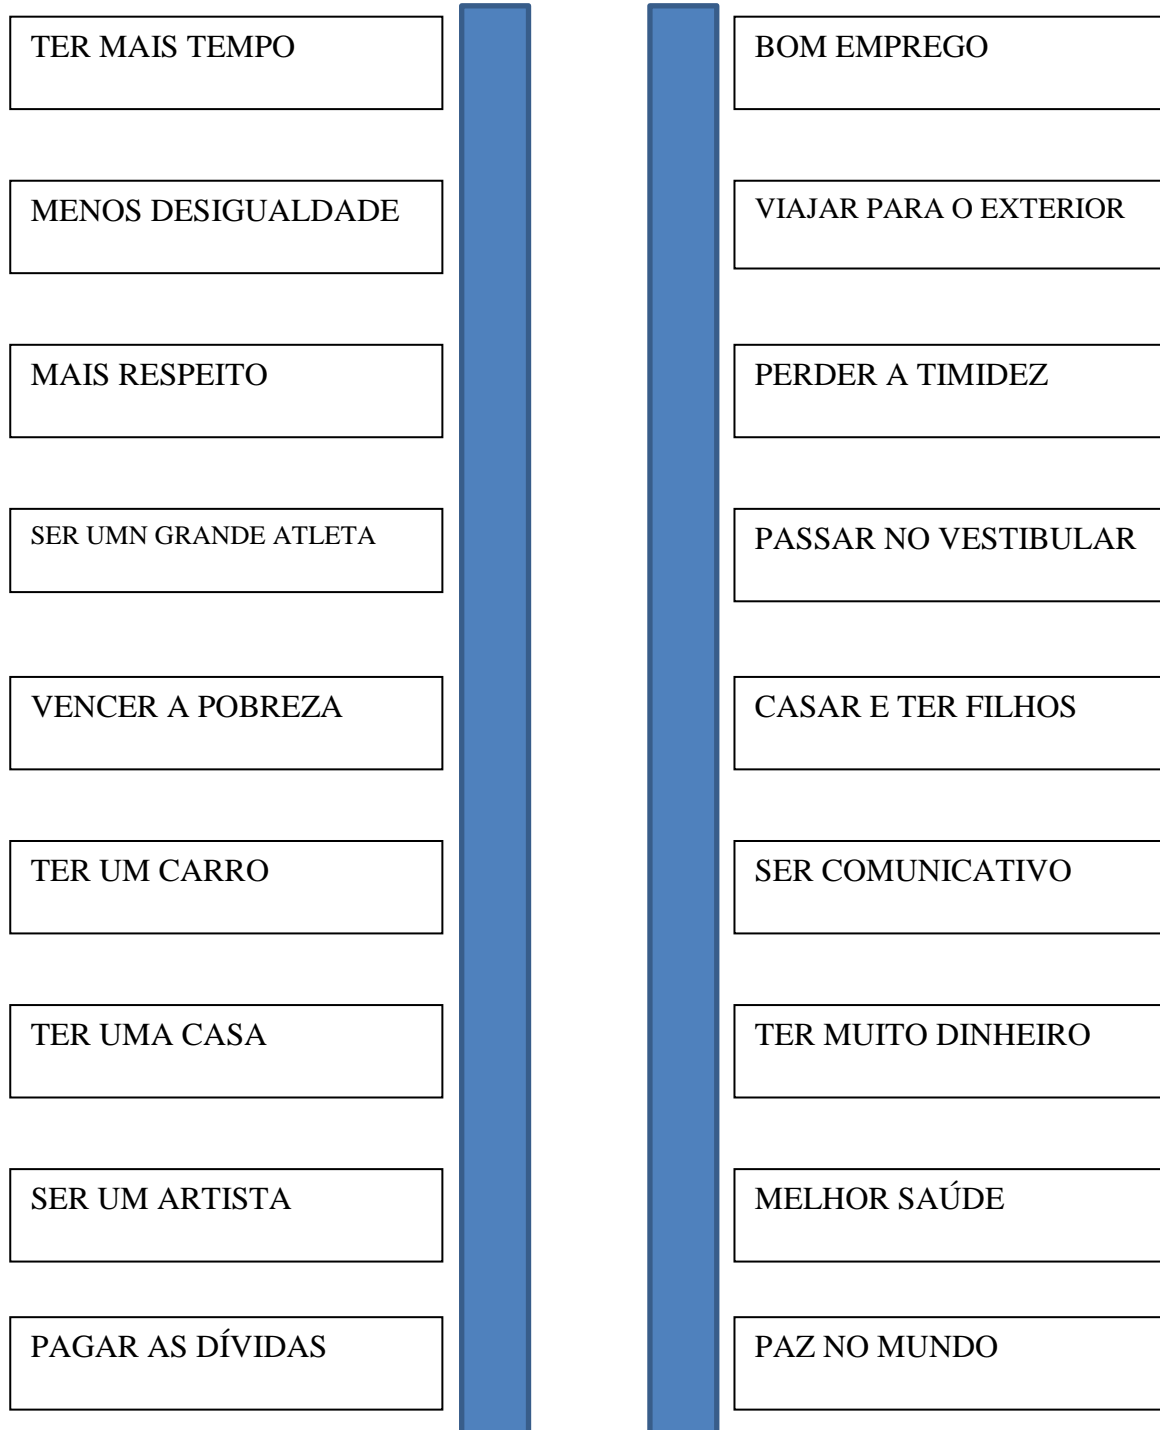 TER MAIS TEMPO
BOM EMPREGO
MENOS DESIGUALDADE
VIAJAR PARA O EXTERIOR
MAIS RESPEITO
PERDER A TIMIDEZ
SER UMN GRANDE ATLETA
PASSAR NO VESTIBULAR
VENCER A POBREZA
CASAR E TER FILHOS
TER UM CARRO
SER COMUNICATIVO
TER UMA CASA
TER MUITO DINHEIRO
SER UM ARTISTA
MELHOR SAÚDE
PAGAR AS DÍVIDAS
PAZ NO MUNDO